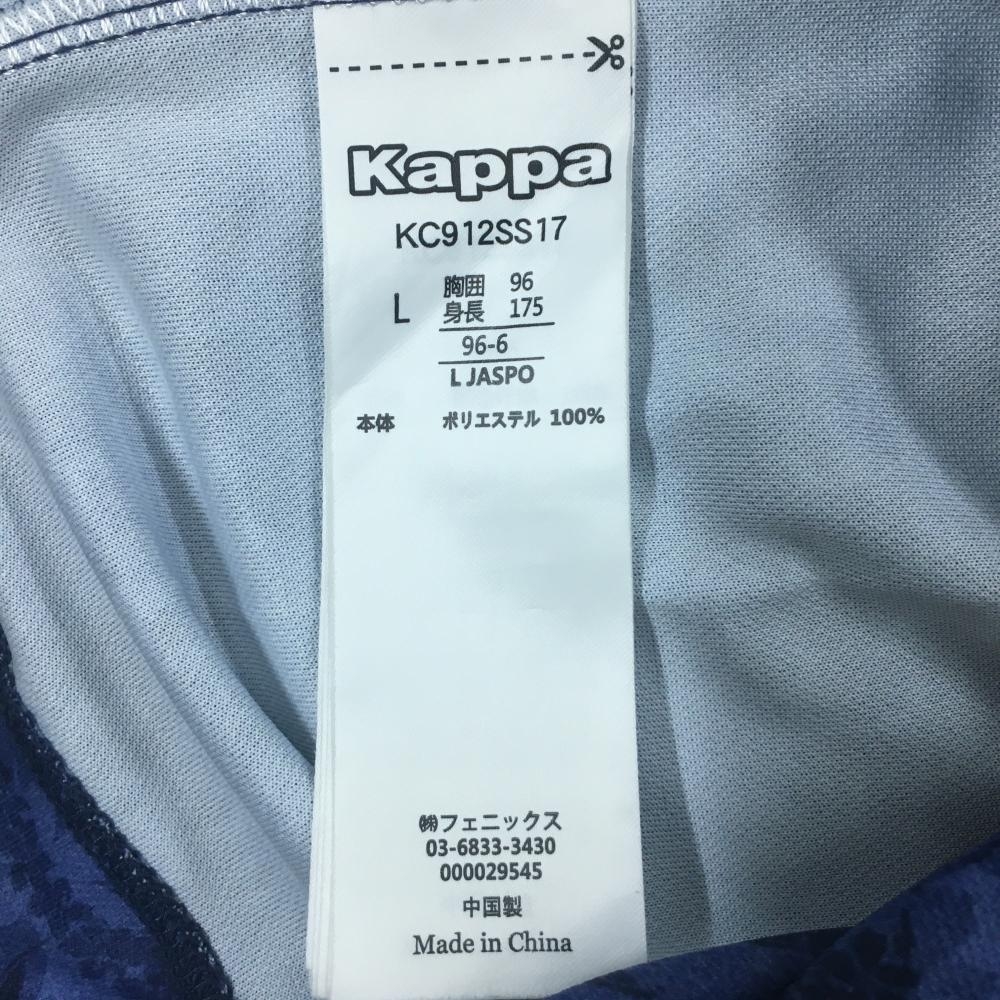 Kappa
KC912SS17
L 胸囲 96
身長 175
96-6
L JASPO
本体 ポリエステル 100%
㈱フェニックス
03-6833-3430
000029545
中国製
Made in China